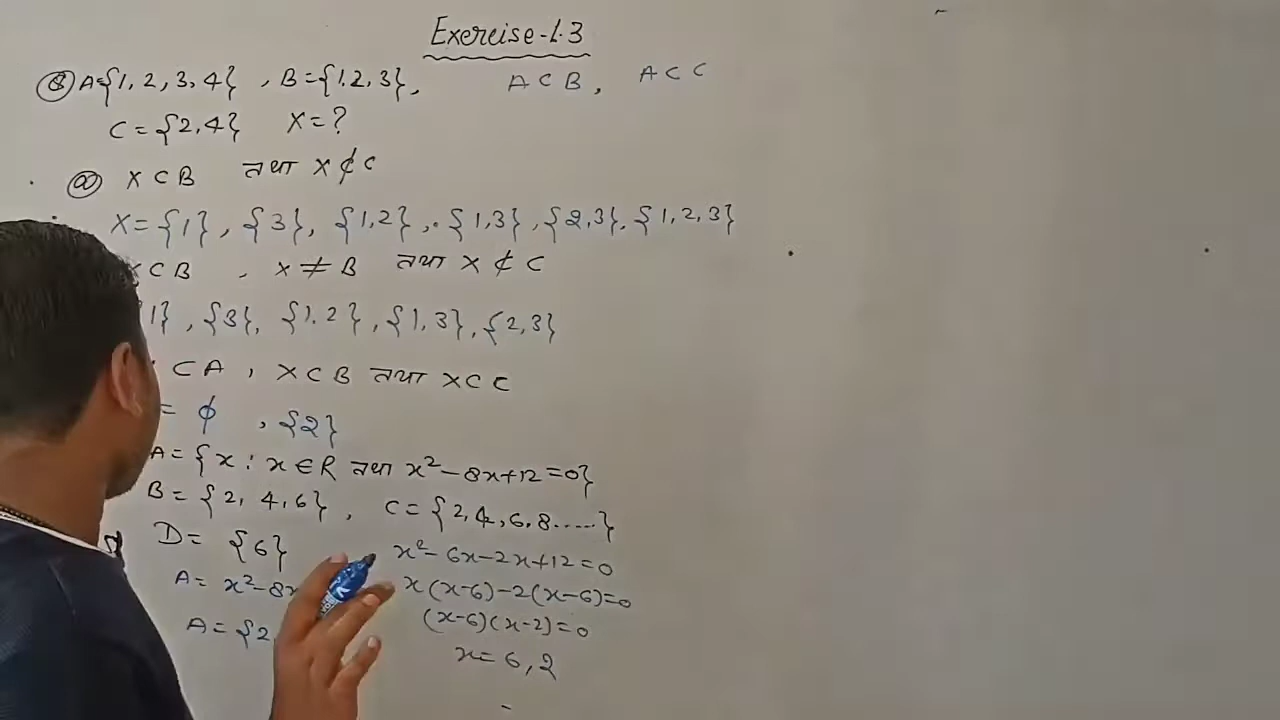 Exercise-1.3
A={1, 2, 3, 4} , B={1,2,3}, A⊂B, A⊂C
C={2,4} X=?
X⊂B तथा X⊄C
X={1}, {3}, {1,2}, {1,3}, {2,3}, {1,2,3}
X⊂B , X≠B तथा X⊄C
1}, {3}, {1,2}, {1,3}, {2,3}
⊂A , X⊂B तथा X⊂C
= ϕ , {2}
A={x : x∈R तथा x²-8x+12=0}
B={2, 4, 6}, C={2,4,6,8.....}
D= {6} x²-6x-2x+12=0
A= x²-8x x(x-6)-2(x-6)=0
A={2, (x-6)(x-2)=0
x=6,2